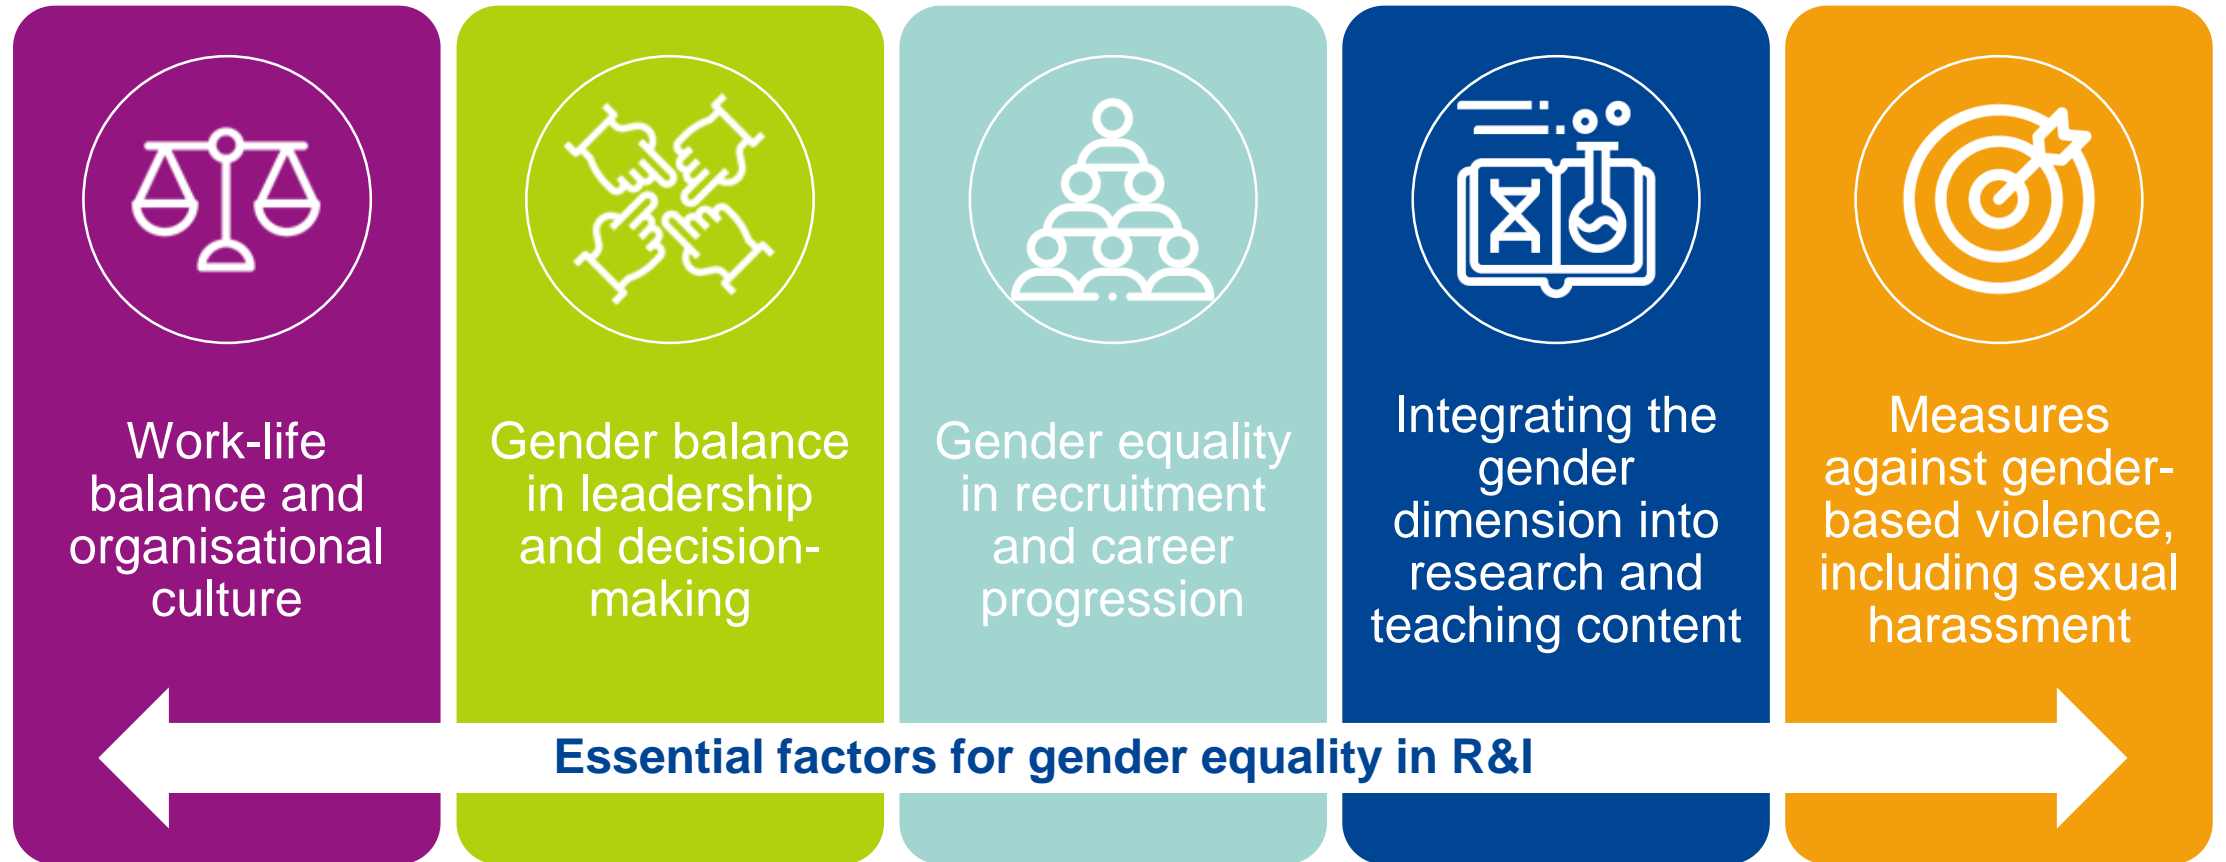 Work-life
balance and
organisational
culture
Gender balance
in leadership
and decision-
making
Gender equality
in recruitment
and career
progression
Integrating the
gender
dimension into
research and
teaching content
Measures
against gender-
based violence,
including sexual
harassment
Essential factors for gender equality in R&I